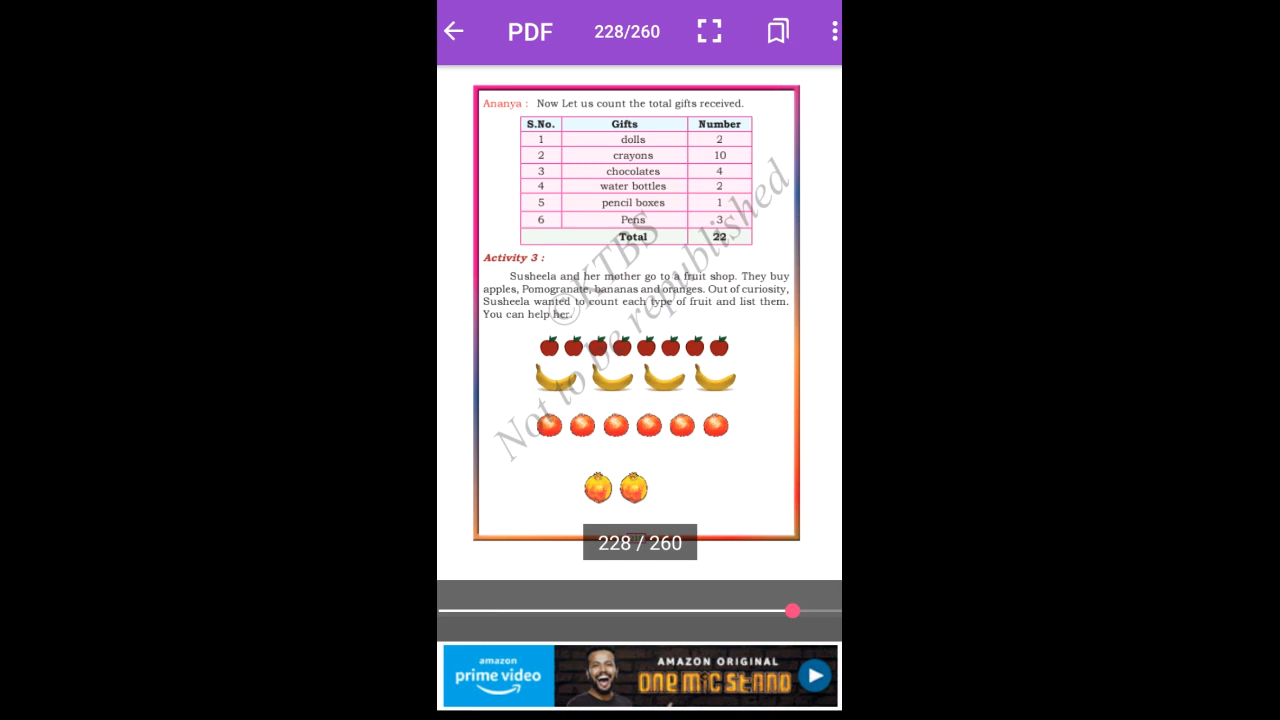 PDF 228/260
Ananya : Now Let us count the total gifts received.
S.No. Gifts Number
1 dolls 2
2 crayons 10
3 chocolates 4
4 water bottles 2
5 pencil boxes 1
6 Pens 3
Total 22
Activity 3 :
Susheela and her mother go to a fruit shop. They buy
apples, Pomogranate, bananas and oranges. Out of curiosity,
Susheela wanted to count each type of fruit and list them.
You can help her.
©KTBS
Not to be republished
228 / 260
amazon
prime video
AMAZON ORIGINAL
ONE MIC STAND